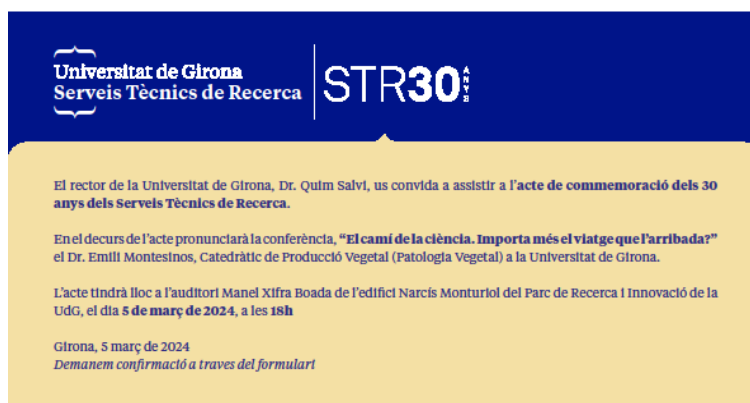 Universitat de Girona
Serveis Tècnics de Recerca
STR30 ANYS
El rector de la Universitat de Girona, Dr. Quim Salvi, us convida a assistir a l'acte de commemoració dels 30
anys dels Serveis Tècnics de Recerca.
En el decurs de l'acte pronunciarà la conferència, “El camí de la ciència. Importa més el viatge que l'arribada?”
el Dr. Emili Montesinos, Catedràtic de Producció Vegetal (Patologia Vegetal) a la Universitat de Girona.
L'acte tindrà lloc a l'auditori Manel Xifra Boada de l'edifici Narcís Monturiol del Parc de Recerca i Innovació de la
UdG, el dia 5 de març de 2024, a les 18h
Girona, 5 març de 2024
Demanem confirmació a traves del formulari